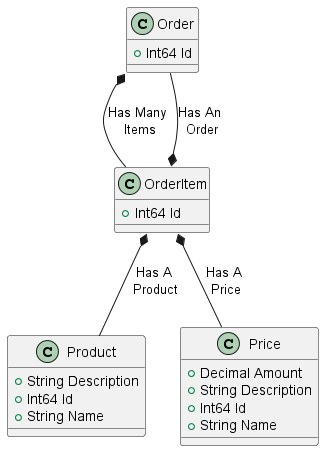 C Order
Int64 Id
Has Many
Items
Has An
Order
C OrderItem
Int64 Id
Has A
Product
Has A
Price
C Product
String Description
Int64 Id
String Name
C Price
Decimal Amount
String Description
Int64 Id
String Name